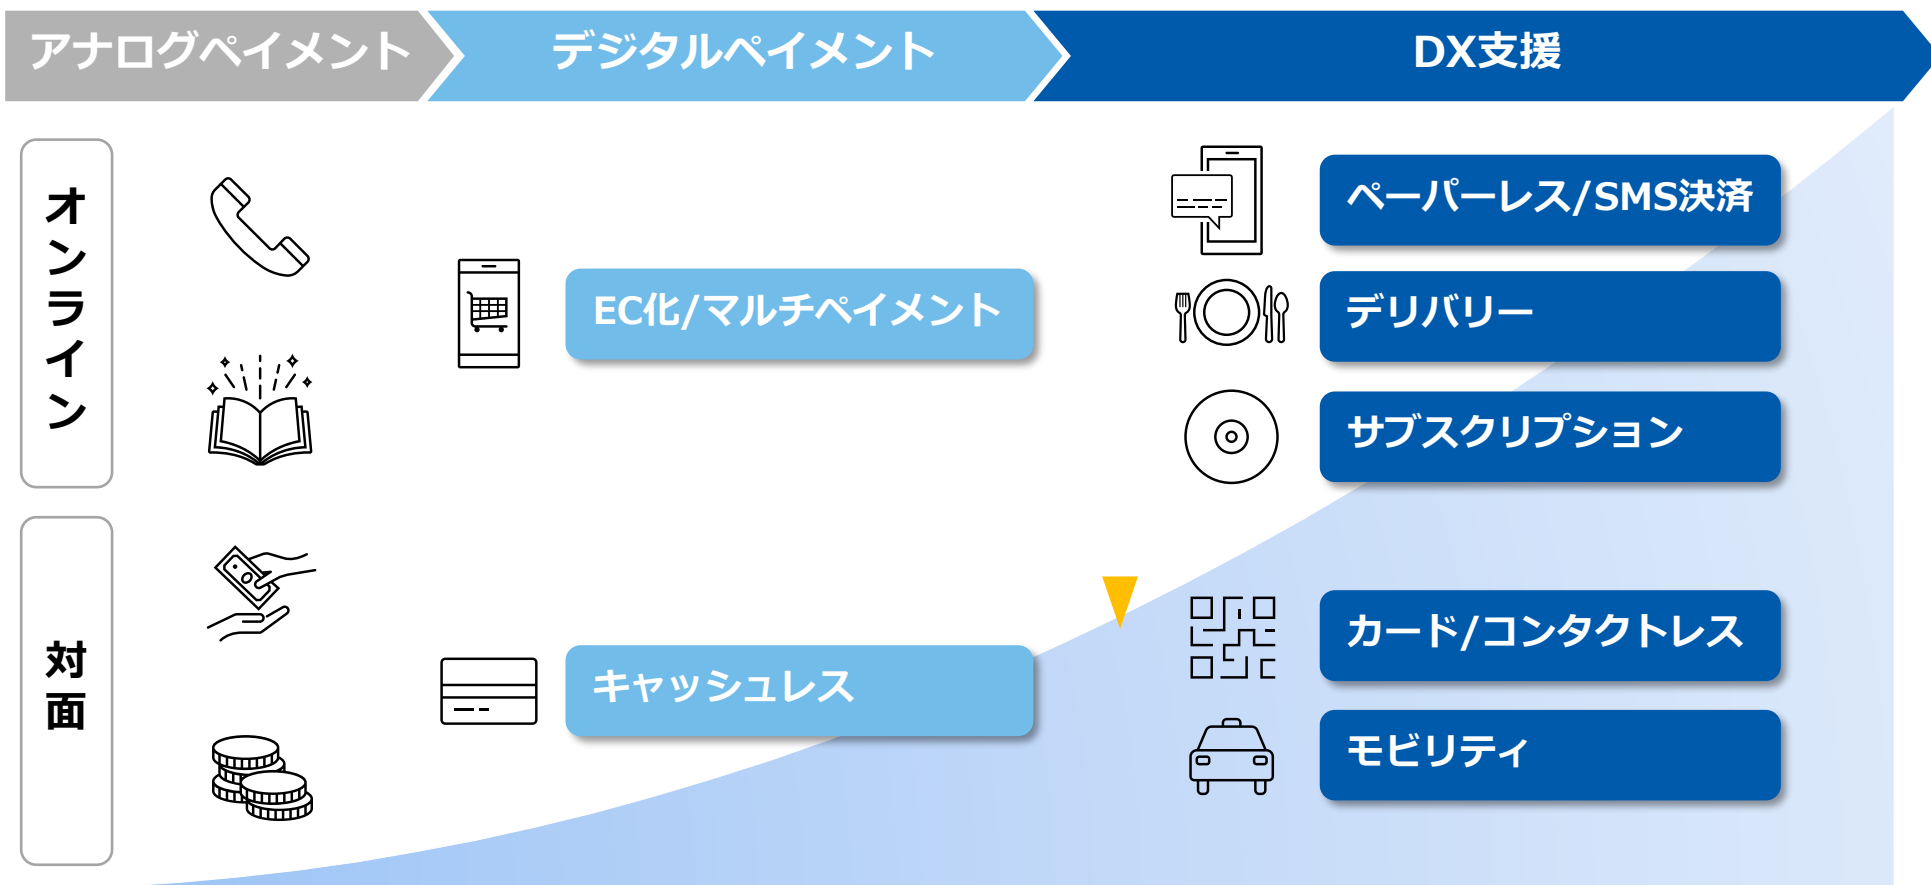 アナログペイメント
デジタルペイメント
DX支援
オンライン
EC化/マルチペイメント
ペーパーレス/SMS決済
デリバリー
サブスクリプション
対面
キャッシュレス
カード/コンタクトレス
モビリティ